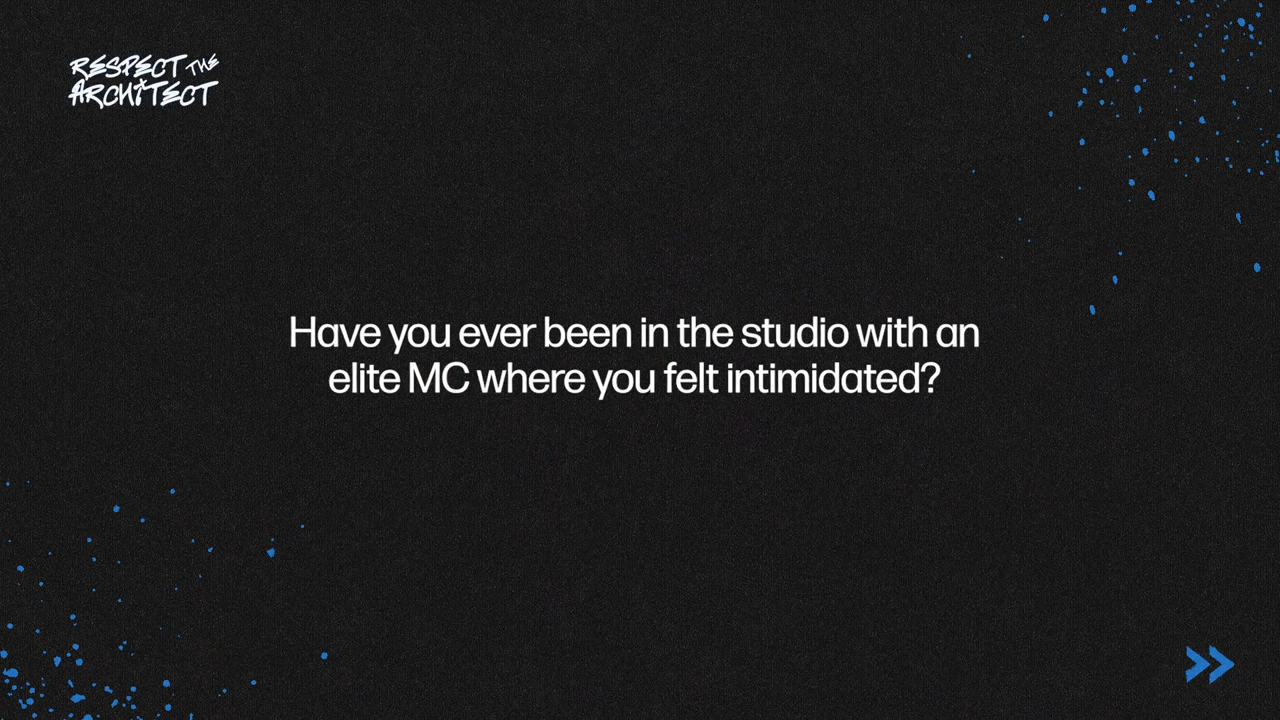 RESPECT THE
ARCHITECT
Have you ever been in the studio with an
elite MC where you felt intimidated?